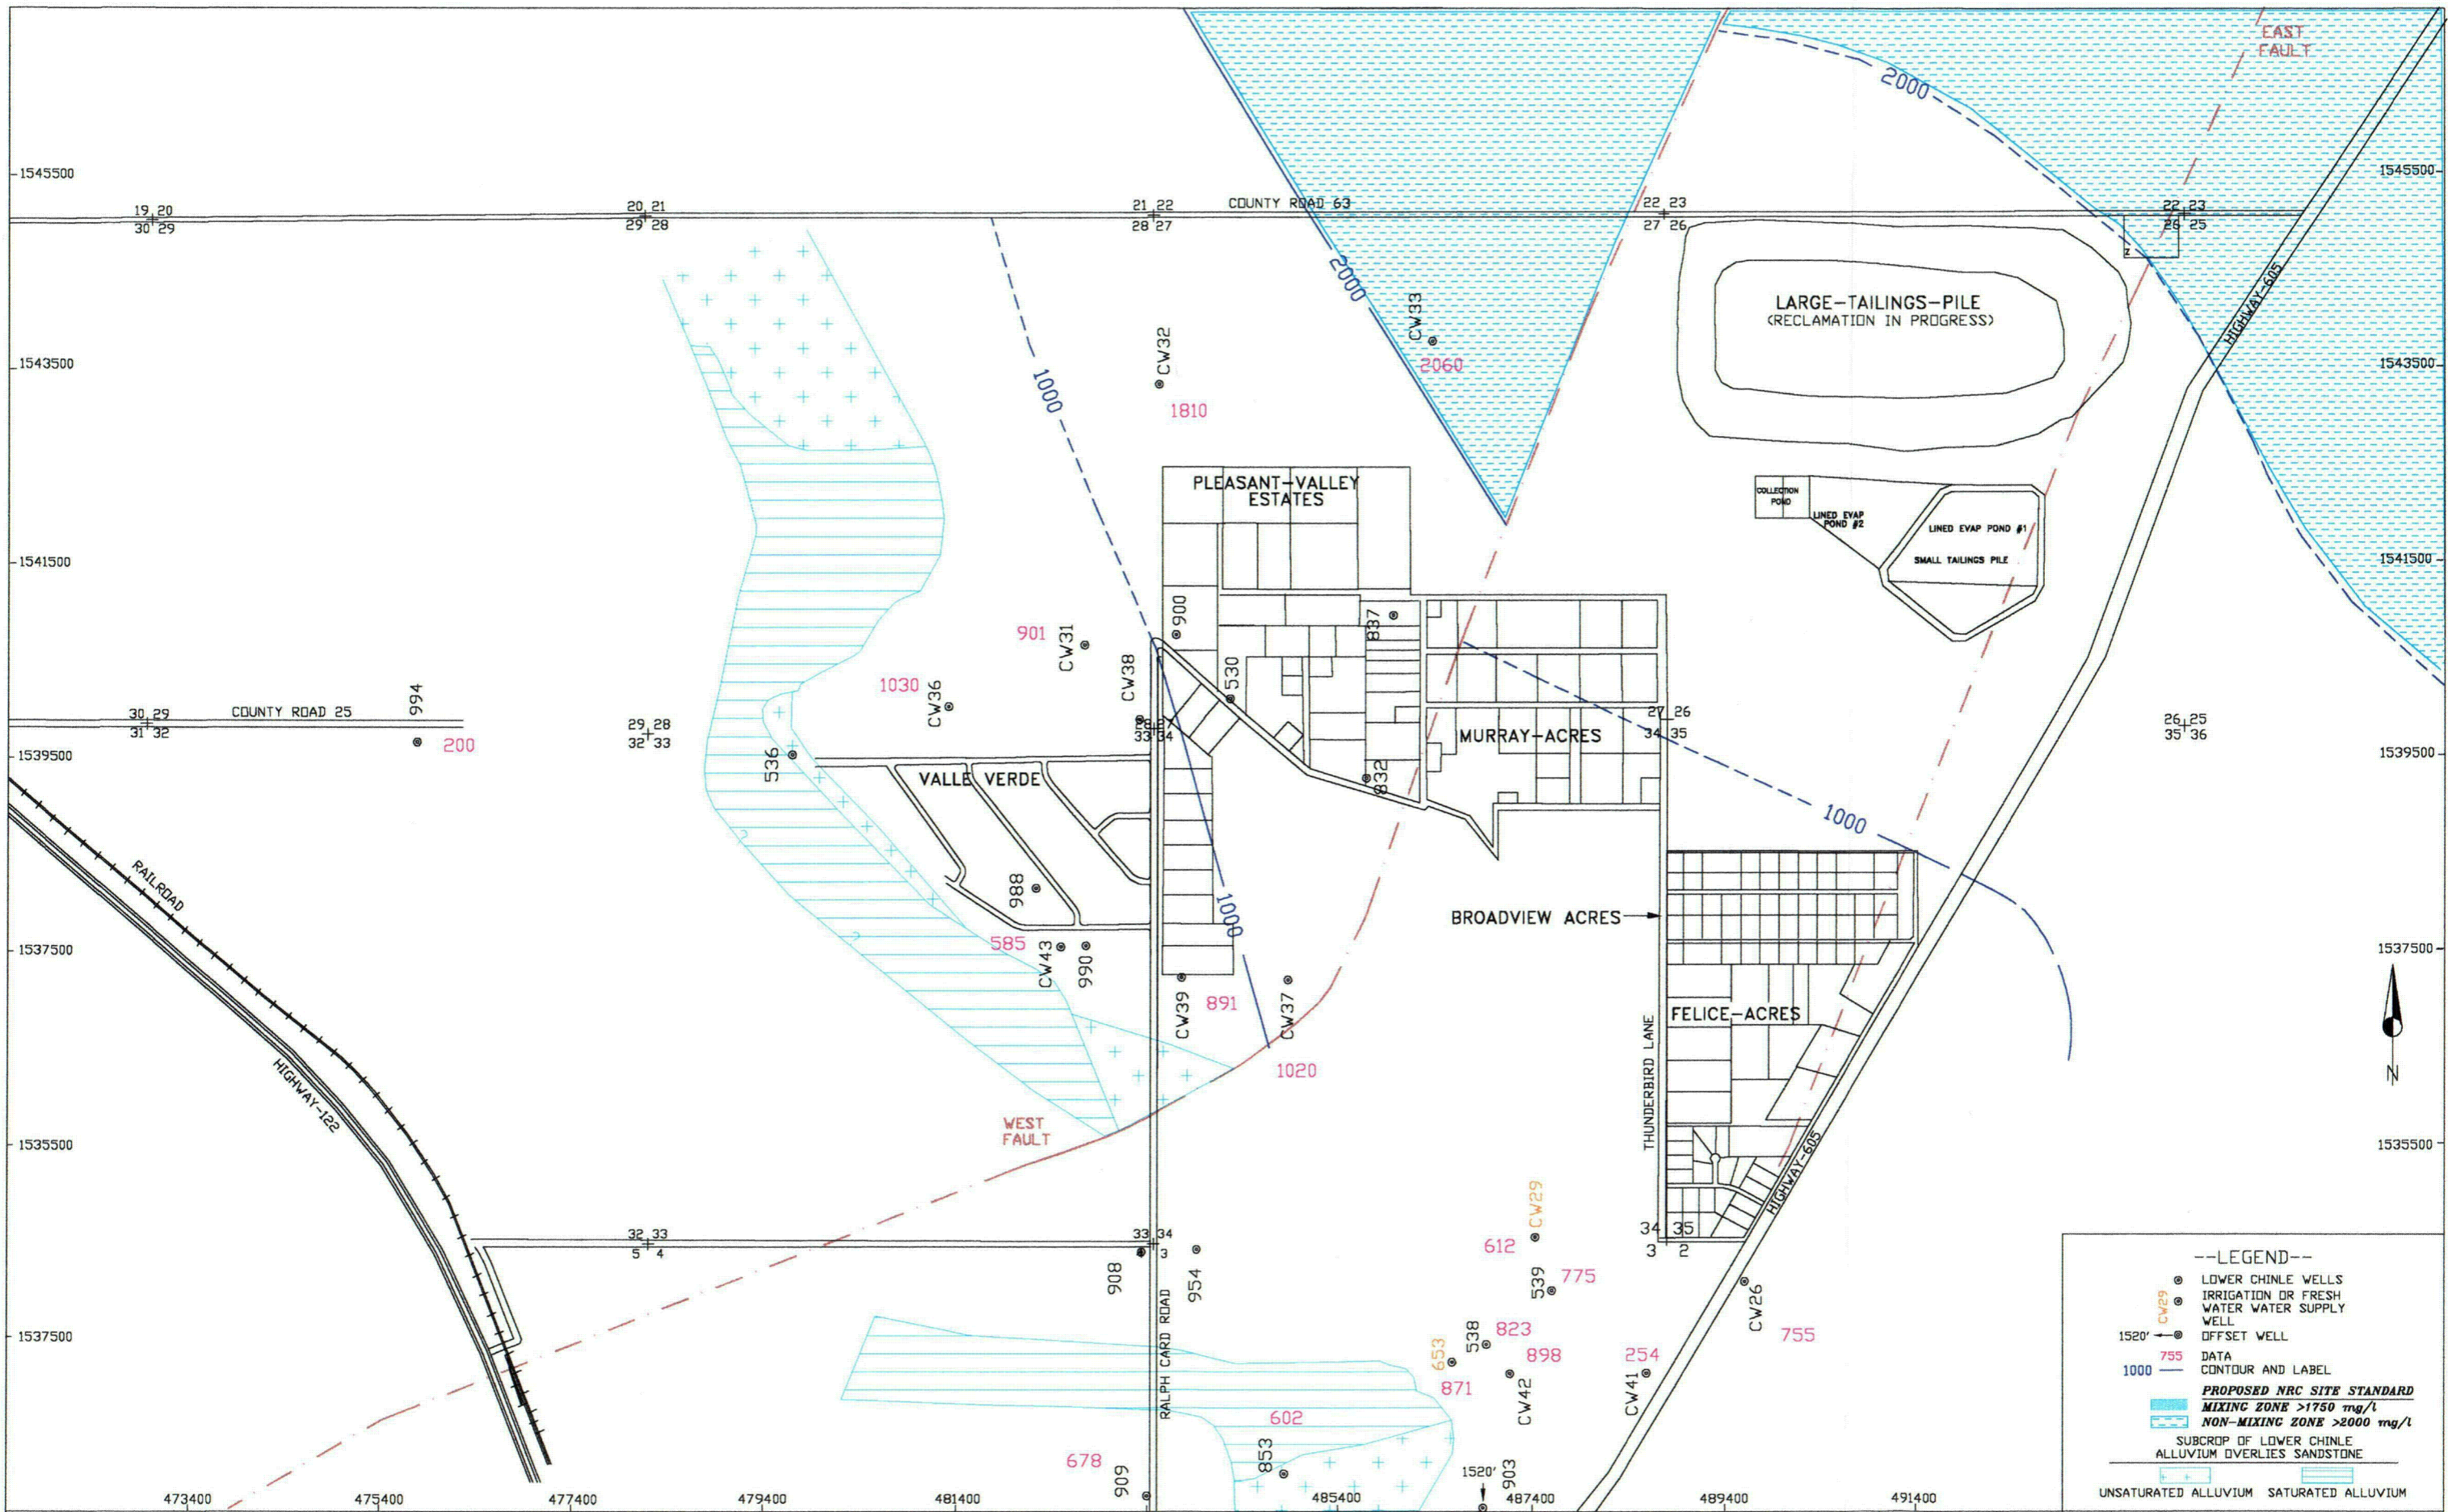 EAST
FAULT
2000
1545500
1545500
19 20
30 29
20 21
29 28
21 22
28 27
COUNTY ROAD 63
22 23
27 26
22 23
26 25
Z
2000
CW33
2060
LARGE-TAILINGS-PILE
(RECLAMATION IN PROGRESS)
HIGHWAY-605
1543500
1543500
CW32
1810
1000
PLEASANT-VALLEY
ESTATES
COLLECTION
POND
LINED EVAP
POND #2
LINED EVAP POND #1
SMALL TAILINGS PILE
1541500
1541500
901
CW31
900
837
CW38
530
1030
CW36
994
200
30 29
31 32
COUNTY ROAD 25
29 28
32 33
28 27
33 34
27 26
34 35
26 25
35 36
MURRAY-ACRES
1539500
1539500
536
VALLE VERDE
832
1000
RAILROAD
988
1000
BROADVIEW ACRES
585
CW43
990
1537500
1537500
CW39
891
CW37
FELICE-ACRES
THUNDERBIRD LANE
N
1020
HIGHWAY-122
WEST
FAULT
1535500
1535500
HIGHWAY-605
CW29
612
32 33
5 4
33 34
4 3
34 35
3 2
908
954
539
775
CW26
755
RALPH CARD ROAD
1537500
653
538
823
898
871
CW42
254
CW41
602
853
678
909
1520'
903
473400
475400
477400
479400
481400
485400
487400
489400
491400
--LEGEND--
LOWER CHINLE WELLS
CW29
IRRIGATION OR FRESH
WATER WATER SUPPLY
WELL
1520'
OFFSET WELL
755
DATA
1000
CONTOUR AND LABEL
PROPOSED NRC SITE STANDARD
MIXING ZONE >1750 mg/l
NON-MIXING ZONE >2000 mg/l
SUBCROP OF LOWER CHINLE
ALLUVIUM OVERLIES SANDSTONE
UNSATURATED ALLUVIUM SATURATED ALLUVIUM